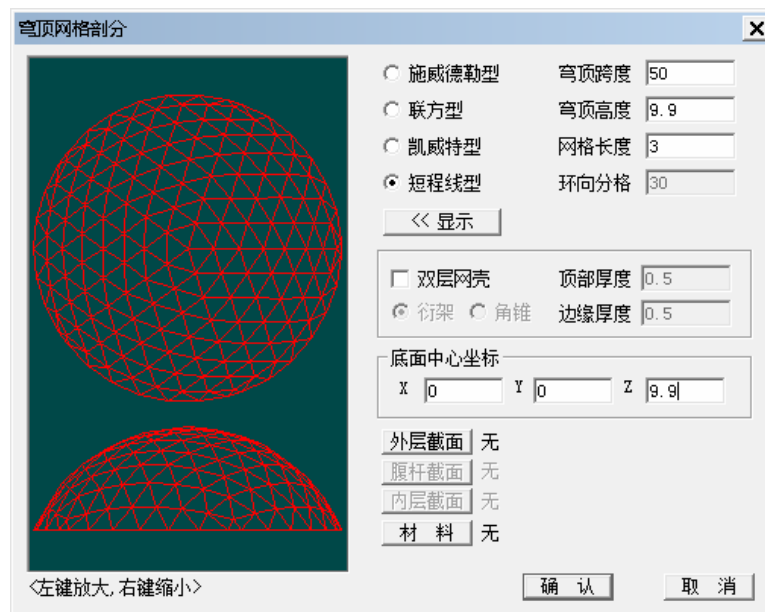 穹顶网格剖分
施威德勒型 穹顶跨度 50
联方型 穹顶高度 9.9
凯威特型 网格长度 3
短程线型 环向分格 30
<< 显示
双层网壳 顶部厚度 0.5
衍架 角锥 边缘厚度 0.5
底面中心坐标
X 0 Y 0 Z 9.9
外层截面 无
腹杆截面 无
内层截面 无
材 料 无
<左键放大,右键缩小> 确 认 取 消